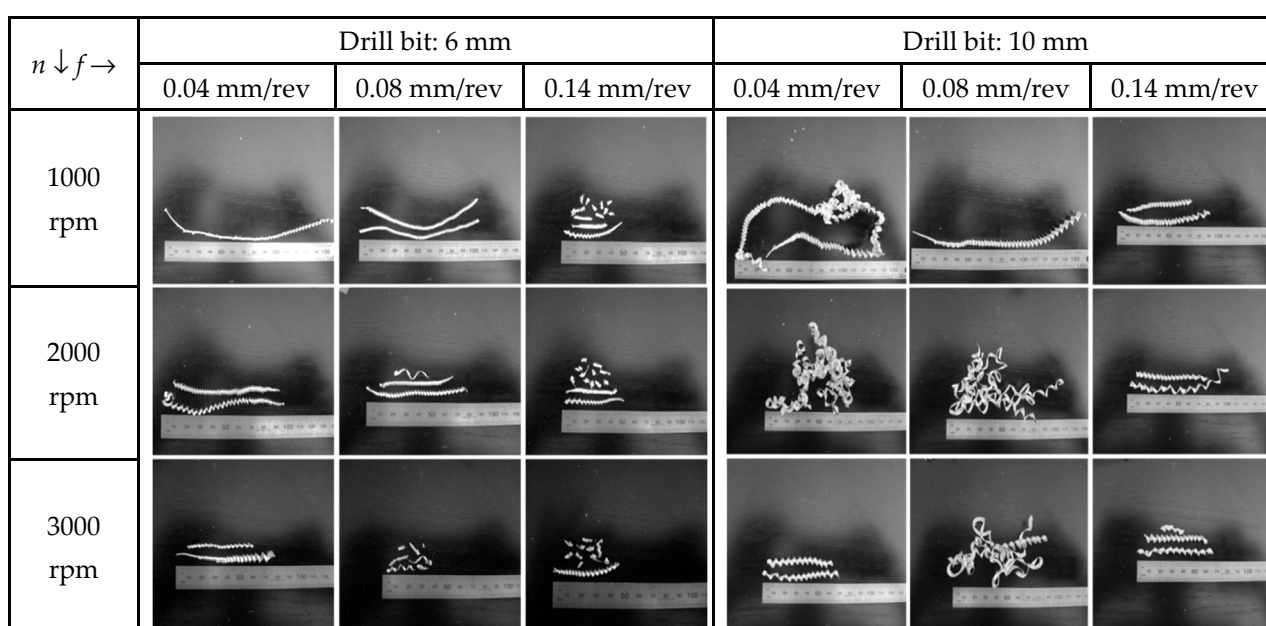 n ↓ f → Drill bit: 6 mm Drill bit: 10 mm
0.04 mm/rev 0.08 mm/rev 0.14 mm/rev 0.04 mm/rev 0.08 mm/rev 0.14 mm/rev
1000
rpm
2000
rpm
3000
rpm